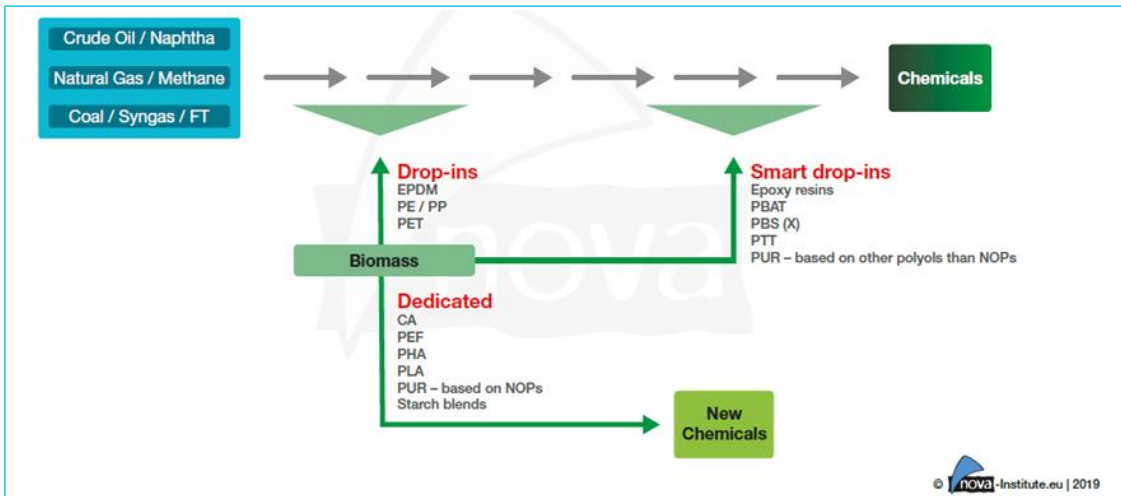 Crude Oil / Naphtha
Natural Gas / Methane
Coal / Syngas / FT
Chemicals
Drop-ins
EPDM
PE / PP
PET
Smart drop-ins
Epoxy resins
PBAT
PBS (X)
PTT
PUR – based on other polyols than NOPs
Biomass
nova
Dedicated
CA
PEF
PHA
PLA
PUR – based on NOPs
Starch blends
New
Chemicals
© nova-Institute.eu | 2019